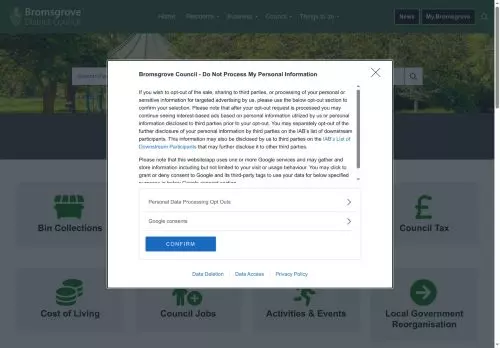 Bromsgrove
District Council
Home
Residents
Business
Council
Things to do
News
My Bromsgrove
Bromsgrove Council - Do Not Process My Personal Information
If you wish to opt-out of the sale, sharing to third parties, or processing of your personal or
sensitive information for targeted advertising by us, please use the below opt-out section to
confirm your selection. Please note that after your opt-out request is processed you may
continue seeing interest-based ads based on personal information utilized by us or personal
information disclosed to third parties prior to your opt-out. You may separately opt-out of the
further disclosure of your personal information by third parties on the IAB's list of downstream
participants. This information may also be disclosed by us to third parties on the IAB's List of
Downstream Participants that may further disclose it to other third parties.
Please note that this website/app uses one or more Google services and may gather and
store information including but not limited to your visit or usage behaviour. You may click to
grant or deny consent to Google and its third-party tags to use your data for below specified
Personal Data Processing Opt Outs
Google consents
CONFIRM
Data Deletion
Data Access
Privacy Policy
Bin Collections
Council Tax
Cost of Living
Council Jobs
Activities & Events
Local Government
Reorganisation